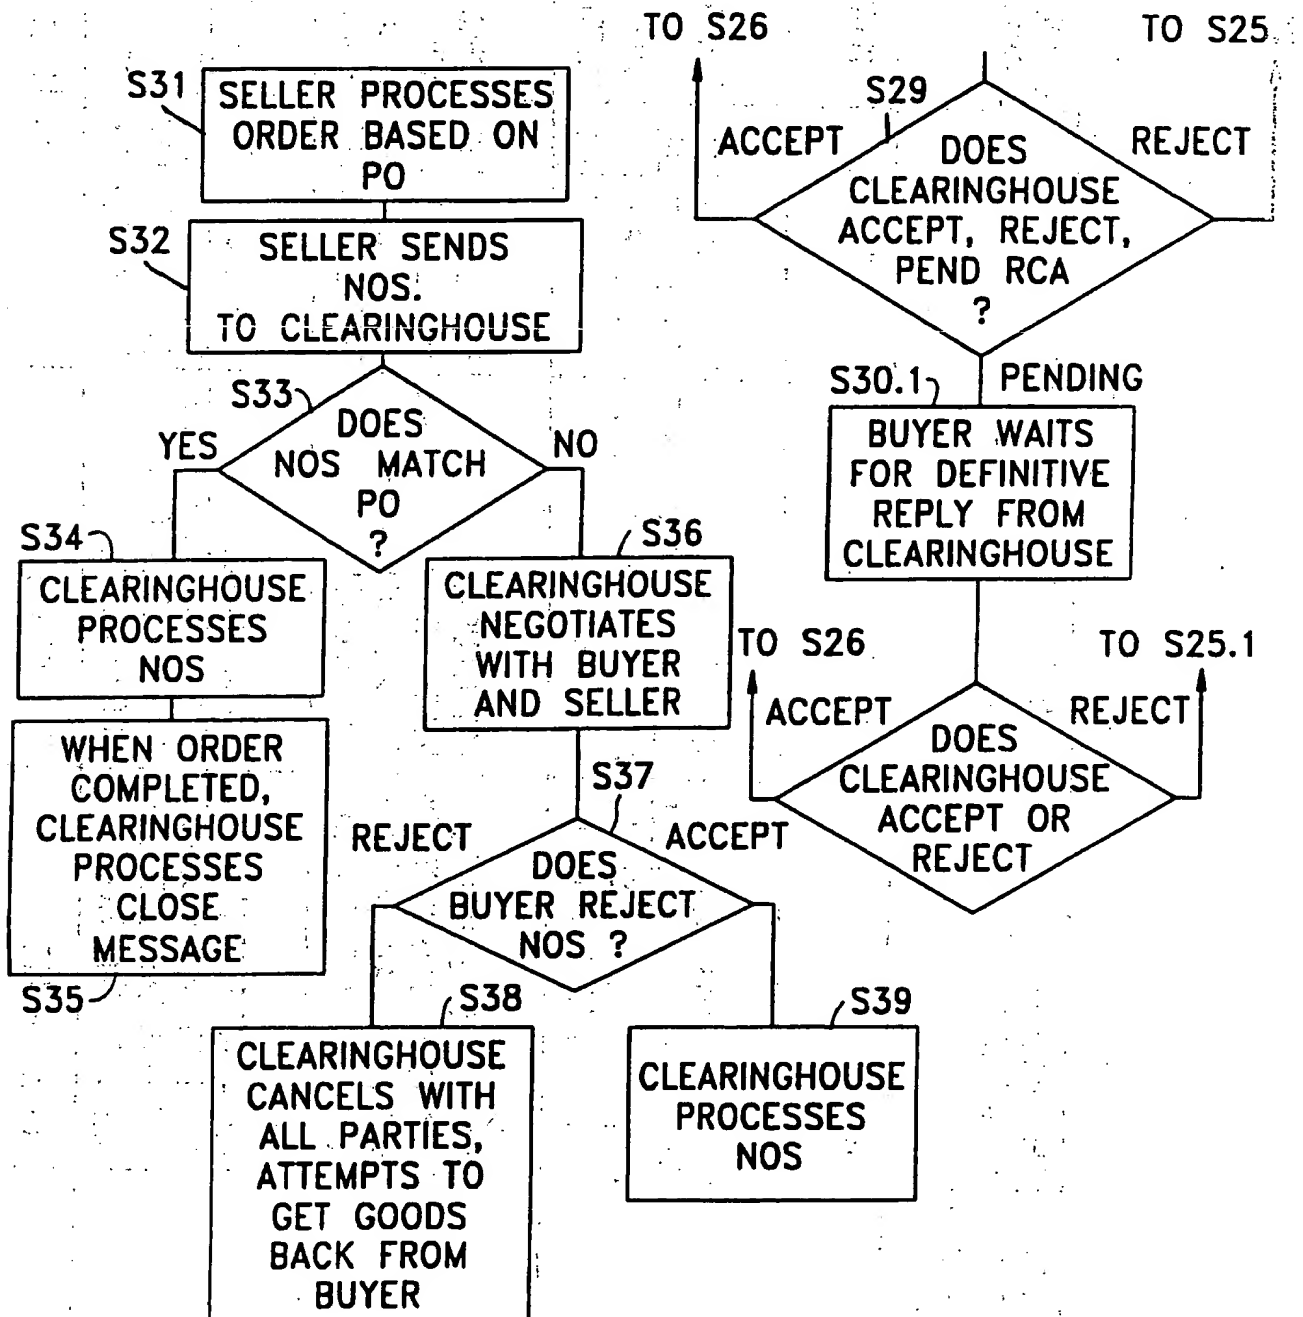 S31
SELLER PROCESSES
ORDER BASED ON
PO
S32
SELLER SENDS
NOS.
TO CLEARINGHOUSE
S33
DOES
NOS MATCH
PO
?
YES
NO
S34
CLEARINGHOUSE
PROCESSES
NOS
WHEN ORDER
COMPLETED,
CLEARINGHOUSE
PROCESSES
CLOSE
MESSAGE
S35
S36
CLEARINGHOUSE
NEGOTIATES
WITH BUYER
AND SELLER
S37
REJECT
ACCEPT
DOES
BUYER REJECT
NOS ?
S38
CLEARINGHOUSE
CANCELS WITH
ALL PARTIES,
ATTEMPTS TO
GET GOODS
BACK FROM
BUYER
S39
CLEARINGHOUSE
PROCESSES
NOS
TO S26
TO S25
S29
ACCEPT
REJECT
DOES
CLEARINGHOUSE
ACCEPT, REJECT,
PEND RCA
?
S30.1
PENDING
BUYER WAITS
FOR DEFINITIVE
REPLY FROM
CLEARINGHOUSE
TO S26
TO S25.1
ACCEPT
REJECT
DOES
CLEARINGHOUSE
ACCEPT OR
REJECT